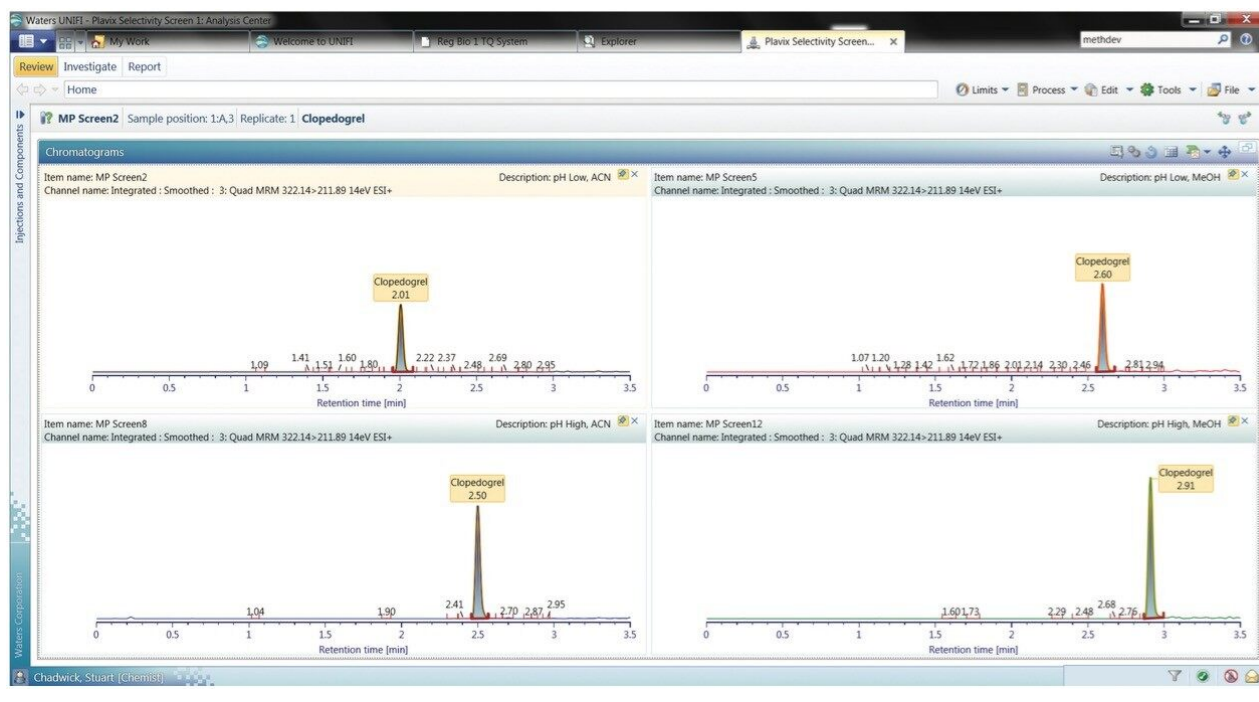 Waters UNIFI - Plavix Selectivity Screen 1: Analysis Center
My Work
Welcome to UNIFI
Reg Bio 1 TQ System
Explorer
Plavix Selectivity Screen...
methdev
Review Investigate Report
Home
Limits
Process
Edit
Tools
File
MP Screen2 Sample position: 1:A,3 Replicate: 1 Clopedogrel
Injections and Components
Chromatograms
Item name: MP Screen2 Description: pH Low, ACN
Channel name: Integrated : Smoothed : 3: Quad MRM 322.14>211.89 14eV ESI+
Clopedogrel
2.01
1.09 1.41 1.51 1.60 1.80 2.22 2.37 2.48 2.69 2.80 2.95
0 0.5 1 1.5 2 2.5 3 3.5
Retention time [min]
Item name: MP Screen5 Description: pH Low, MeOH
Channel name: Integrated : Smoothed : 3: Quad MRM 322.14>211.89 14eV ESI+
Clopedogrel
2.60
1.07 1.20 1.28 1.42 1.62 1.72 1.86 2.01 2.14 2.30 2.46 2.81 2.94
0 0.5 1 1.5 2 2.5 3 3.5
Retention time [min]
Item name: MP Screen8 Description: pH High, ACN
Channel name: Integrated : Smoothed : 3: Quad MRM 322.14>211.89 14eV ESI+
Clopedogrel
2.50
1.04 1.90 2.41 2.70 2.87 2.95
0 0.5 1 1.5 2 2.5 3 3.5
Retention time [min]
Item name: MP Screen12 Description: pH High, MeOH
Channel name: Integrated : Smoothed : 3: Quad MRM 322.14>211.89 14eV ESI+
Clopedogrel
2.91
1.60 1.73 2.29 2.48 2.68 2.76
0 0.5 1 1.5 2 2.5 3 3.5
Retention time [min]
Waters Corporation
Chadwick, Stuart [Chemist]